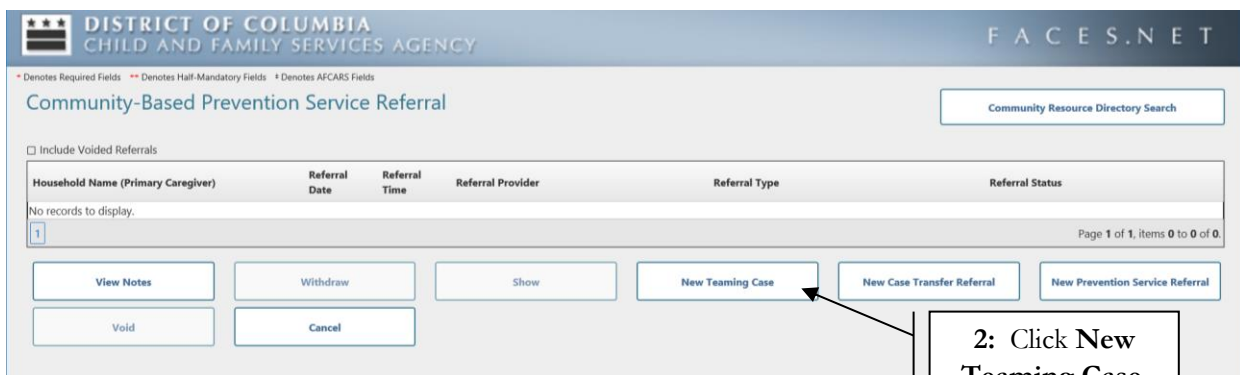 DISTRICT OF COLUMBIA
CHILD AND FAMILY SERVICES AGENCY
FACES.NET
* Denotes Required Fields ** Denotes Half-Mandatory Fields ‡ Denotes AFCARS Fields
Community-Based Prevention Service Referral
Community Resource Directory Search
Include Voided Referrals
Household Name (Primary Caregiver) Referral Date Referral Time Referral Provider Referral Type Referral Status
No records to display.
1 Page 1 of 1, items 0 to 0 of 0.
View Notes Withdraw Show New Teaming Case New Case Transfer Referral New Prevention Service Referral
Void Cancel
2: Click New
Teaming Case